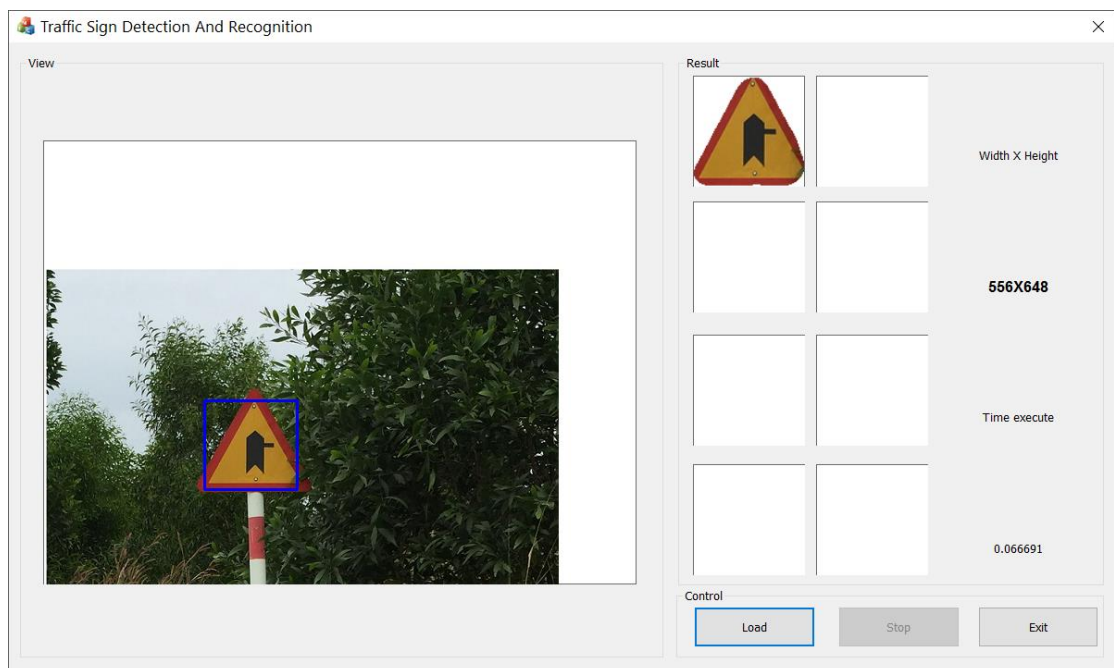 Traffic Sign Detection And Recognition
View
Result
Width X Height
556X648
Time execute
0.066691
Control
Load
Stop
Exit